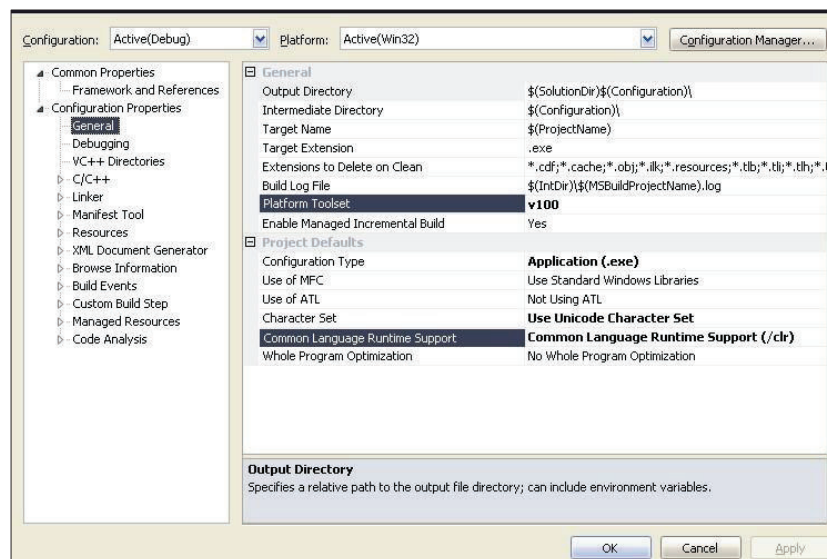 Configuration: Active(Debug) Platform: Active(Win32) Configuration Manager...
Common Properties
Framework and References
Configuration Properties
General
Debugging
VC++ Directories
C/C++
Linker
Manifest Tool
Resources
XML Document Generator
Browse Information
Build Events
Custom Build Step
Managed Resources
Code Analysis
General
Output Directory $(SolutionDir)$(Configuration)\
Intermediate Directory $(Configuration)\
Target Name $(ProjectName)
Target Extension .exe
Extensions to Delete on Clean *.cdf;*.cache;*.obj;*.ilk;*.resources;*.tlb;*.tli;*.tlh;*.
Build Log File $(IntDir)\$(MSBuildProjectName).log
Platform Toolset v100
Enable Managed Incremental Build Yes
Project Defaults
Configuration Type Application (.exe)
Use of MFC Use Standard Windows Libraries
Use of ATL Not Using ATL
Character Set Use Unicode Character Set
Common Language Runtime Support Common Language Runtime Support (/clr)
Whole Program Optimization No Whole Program Optimization
Output Directory
Specifies a relative path to the output file directory; can include environment variables.
OK Cancel Apply